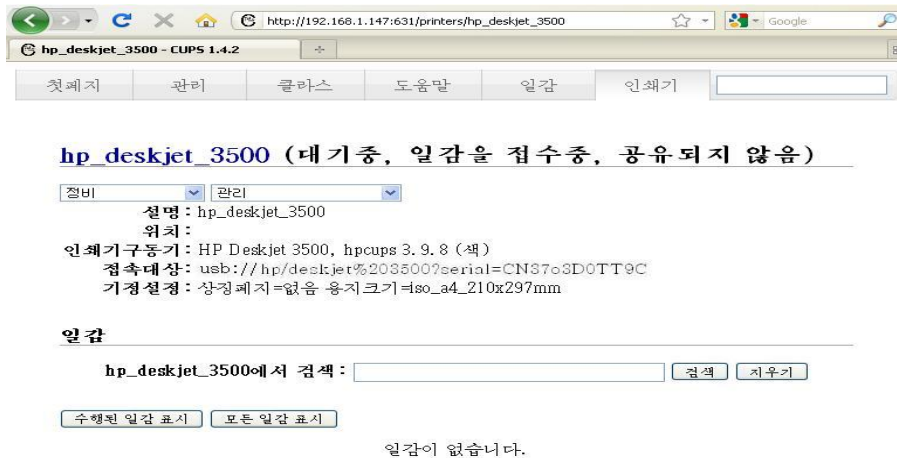 http://192.168.1.147:631/printers/hp_deskjet_3500
Google
hp_deskjet_3500 - CUPS 1.4.2
첫페지 관리 클라스 도움말 일감 인쇄기
hp_deskjet_3500 (대기중, 일감을 접수중, 공유되지 않음)
정비 관리
설명: hp_deskjet_3500
위치:
인쇄기구동기: HP Deskjet 3500, hpcups 3.9.8 (색)
접속대상: usb://hp/deskjet%203500?serial=CN37o3D0TT9C
기정설정: 상징페지=없음 용지크기=iso_a4_210x297mm
일감
hp_deskjet_3500에서 검색: 검색 지우기
수행된 일감 표시 모든 일감 표시
일감이 없습니다.